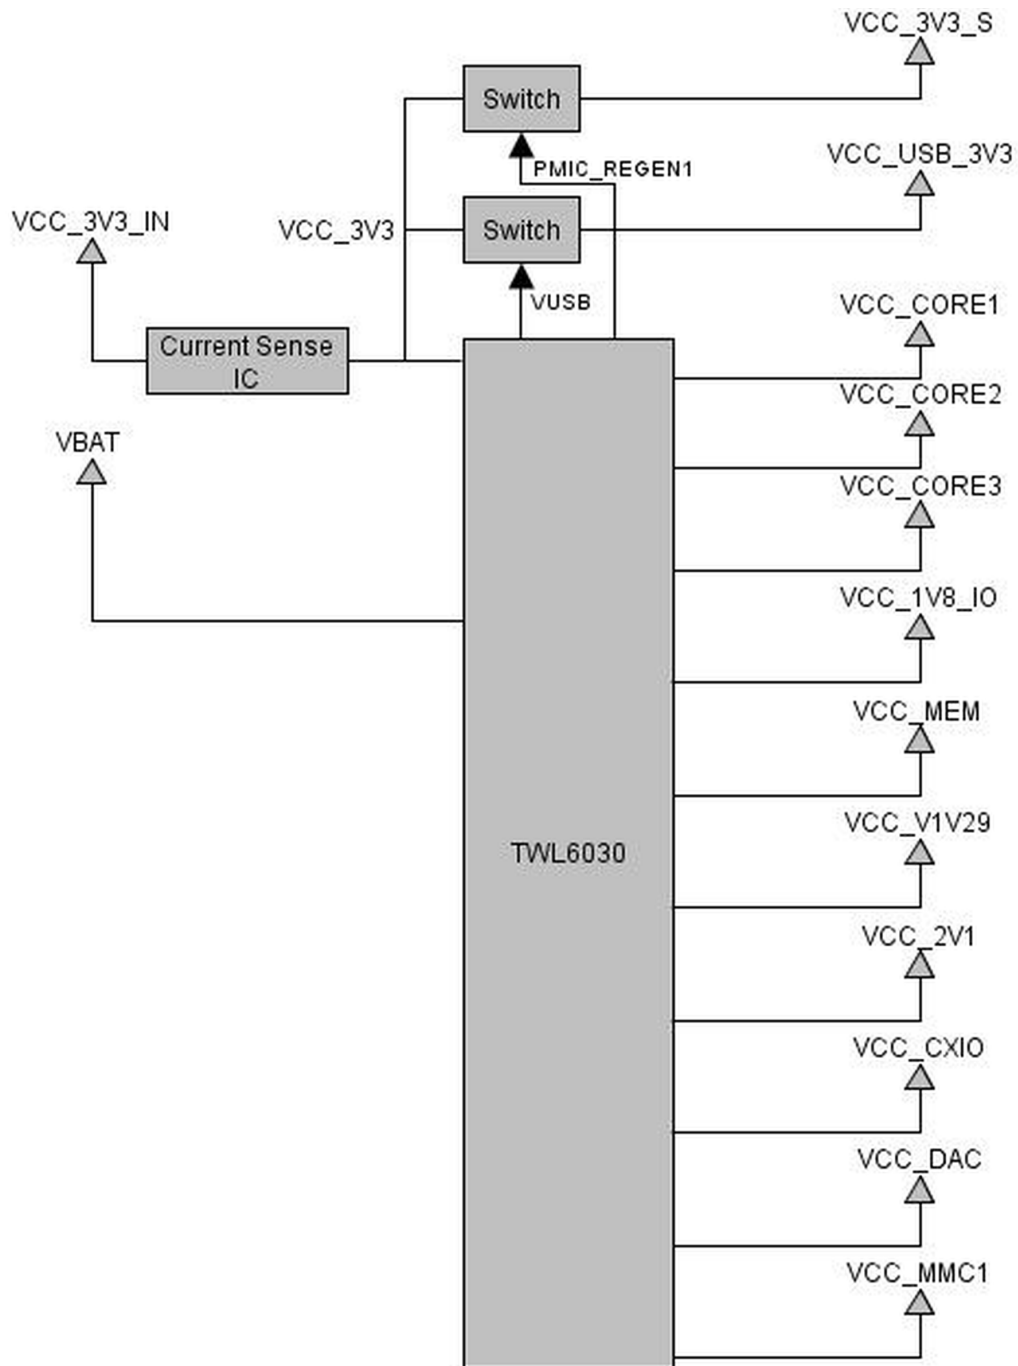 VCC_3V3_S
Switch
PMIC_REGEN1
VCC_USB_3V3
VCC_3V3_IN
VCC_3V3
Switch
VUSB
VCC_CORE1
Current Sense
IC
VCC_CORE2
VBAT
VCC_CORE3
VCC_1V8_IO
VCC_MEM
VCC_V1V29
TWL6030
VCC_2V1
VCC_CXIO
VCC_DAC
VCC_MMC1